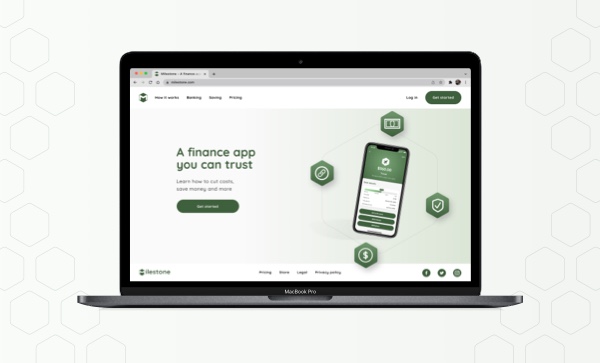 Milestone – A finance a
milestone.com
How it works Banking Saving Pricing
Log in Get started
A finance app
you can trust
Learn how to cut costs,
save money and more
Get started
$500.00
ilestone
Pricing Store Legal Privacy policy
MacBook Pro